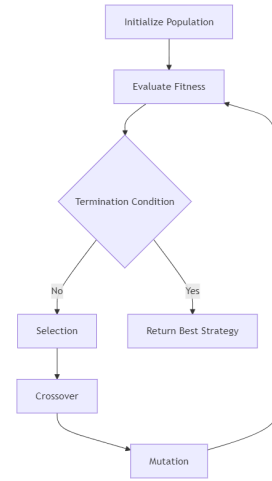 Initialize Population
Evaluate Fitness
Termination Condition
No
Yes
Selection
Return Best Strategy
Crossover
Mutation